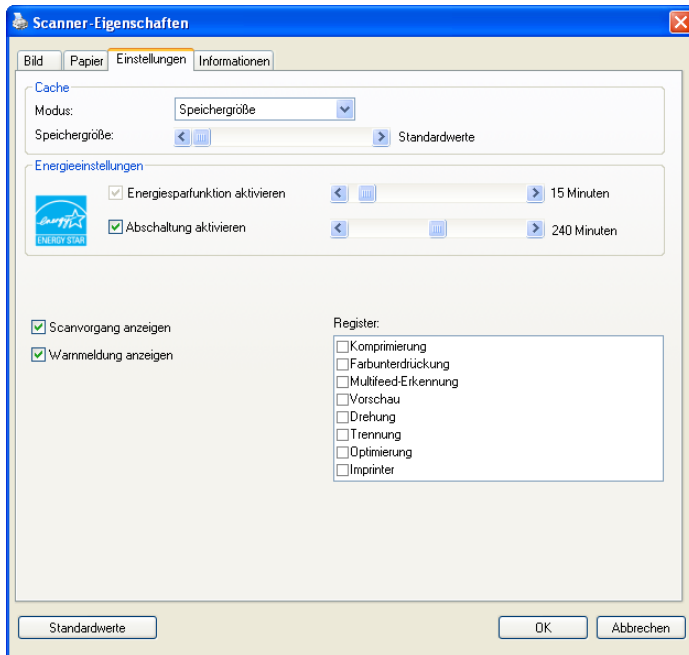 Scanner-Eigenschaften
Bild Papier Einstellungen Informationen
Cache
Modus: Speichergröße
Speichergröße: Standardwerte
Energieeinstellungen
Energiesparfunktion aktivieren 15 Minuten
Abschaltung aktivieren 240 Minuten
energy
ENERGY STAR
Scanvorgang anzeigen
Warnmeldung anzeigen
Register:
Komprimierung
Farbunterdrückung
Multifeed-Erkennung
Vorschau
Drehung
Trennung
Optimierung
Imprinter
Standardwerte OK Abbrechen